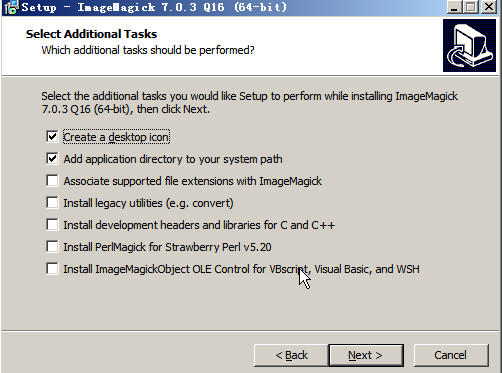 Setup - ImageMagick 7.0.3 Q16 (64-bit)
Select Additional Tasks
Which additional tasks should be performed?
Select the additional tasks you would like Setup to perform while installing ImageMagick
7.0.3 Q16 (64-bit), then click Next.
Create a desktop icon
Add application directory to your system path
Associate supported file extensions with ImageMagick
Install legacy utilities (e.g. convert)
Install development headers and libraries for C and C++
Install PerlMagick for Strawberry Perl v5.20
Install ImageMagickObject OLE Control for VBscript, Visual Basic, and WSH
< Back
Next >
Cancel